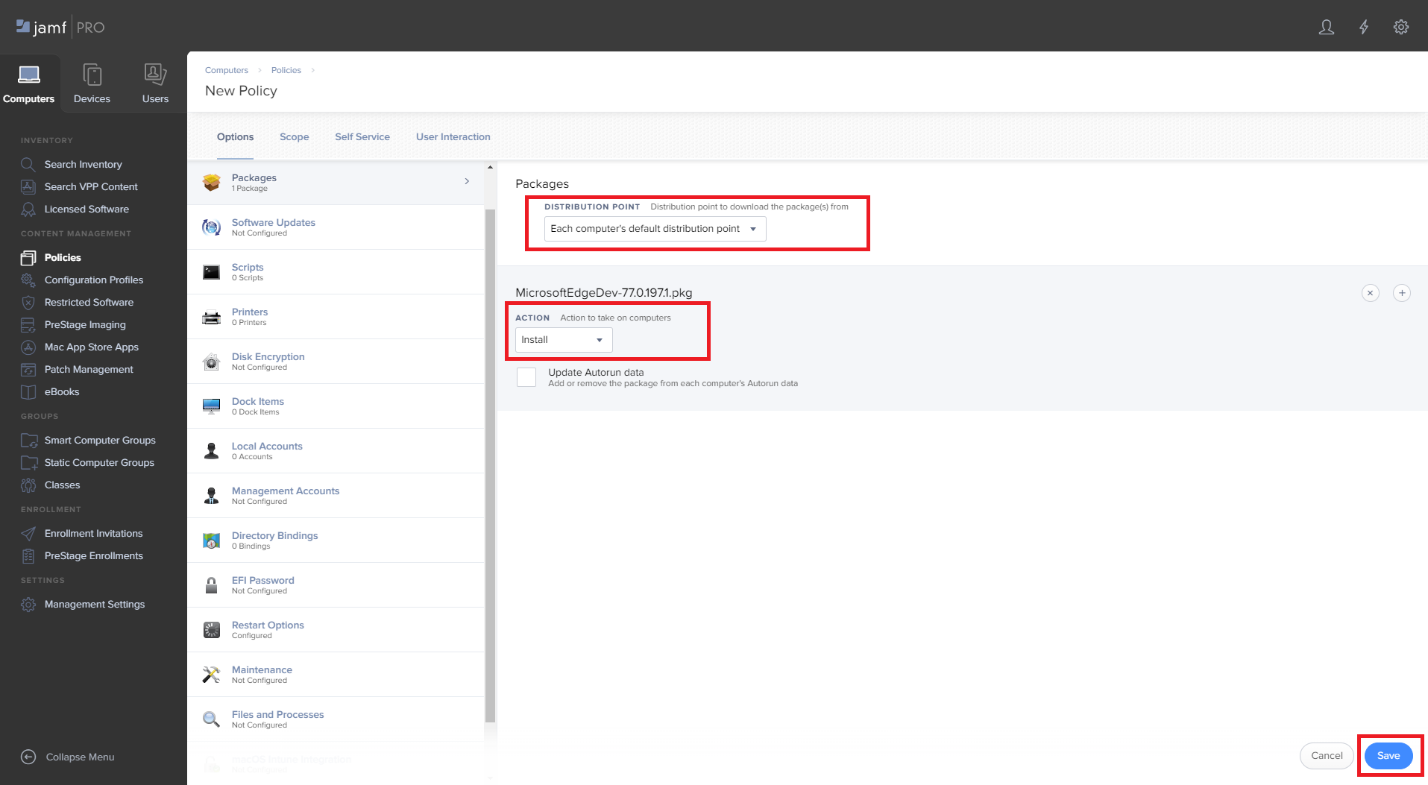 jamf PRO
Computers
Devices
Users
INVENTORY
Search Inventory
Search VPP Content
Licensed Software
CONTENT MANAGEMENT
Policies
Configuration Profiles
Restricted Software
PreStage Imaging
Mac App Store Apps
Patch Management
eBooks
GROUPS
Smart Computer Groups
Static Computer Groups
Classes
ENROLLMENT
Enrollment Invitations
PreStage Enrollments
SETTINGS
Management Settings
Collapse Menu
Computers › Policies ›
New Policy
Options Scope Self Service User Interaction
Packages
1 Package
Software Updates
Not Configured
Scripts
0 Scripts
Printers
0 Printers
Disk Encryption
Not Configured
Dock Items
0 Dock Items
Local Accounts
0 Accounts
Management Accounts
Not Configured
Directory Bindings
0 Bindings
EFI Password
Not Configured
Restart Options
Configured
Maintenance
Not Configured
Files and Processes
Not Configured
Packages
DISTRIBUTION POINT Distribution point to download the package(s) from
Each computer's default distribution point
MicrosoftEdgeDev-77.0.197.1.pkg
ACTION Action to take on computers
Install
Update Autorun data
Add or remove the package from each computer's Autorun data
Cancel
Save